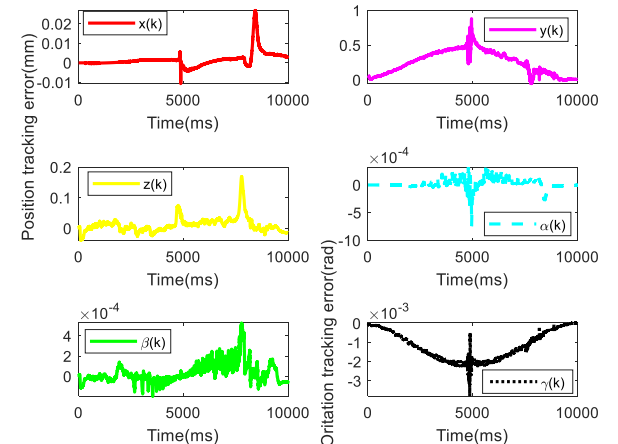 Position tracking error(mm)
0.02
0.01
0
-0.01
x(k)
0
5000
10000
Time(ms)
1
0.5
0
y(k)
0
5000
10000
Time(ms)
0.2
0.1
0
z(k)
0
5000
10000
Time(ms)
Oritation tracking error(rad)
×10⁻⁴
0
-5
-10
α(k)
0
5000
10000
Time(ms)
×10⁻⁴
4
2
0
β(k)
0
5000
10000
Time(ms)
×10⁻³
0
-1
-2
-3
γ(k)
0
5000
10000
Time(ms)